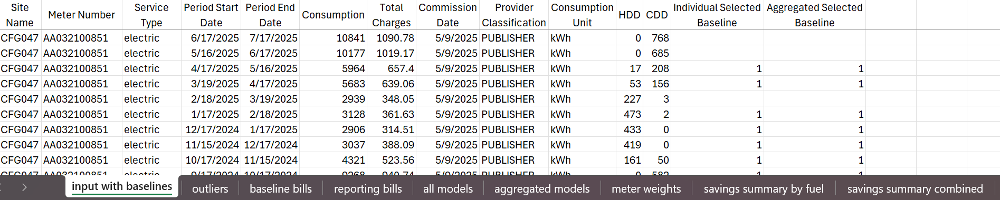 Site Name Meter Number Service Type Period Start Date Period End Date Consumption Total Charges Commission Date Provider Classification Consumption Unit HDD CDD Individual Selected Baseline Aggregated Selected Baseline
CFG047 AA032100851 electric 6/17/2025 7/17/2025 10841 1090.78 5/9/2025 PUBLISHER kWh 0 768
CFG047 AA032100851 electric 5/16/2025 6/17/2025 10177 1019.17 5/9/2025 PUBLISHER kWh 0 685
CFG047 AA032100851 electric 4/17/2025 5/16/2025 5964 657.4 5/9/2025 PUBLISHER kWh 17 208 1 1
CFG047 AA032100851 electric 3/19/2025 4/17/2025 5683 639.06 5/9/2025 PUBLISHER kWh 53 156 1 1
CFG047 AA032100851 electric 2/18/2025 3/19/2025 2939 348.05 5/9/2025 PUBLISHER kWh 227 3
CFG047 AA032100851 electric 1/17/2025 2/18/2025 3128 361.63 5/9/2025 PUBLISHER kWh 473 2 1 1
CFG047 AA032100851 electric 12/17/2024 1/17/2025 2906 314.51 5/9/2025 PUBLISHER kWh 433 0 1 1
CFG047 AA032100851 electric 11/15/2024 12/17/2024 3037 388.09 5/9/2025 PUBLISHER kWh 419 0 1 1
CFG047 AA032100851 electric 10/17/2024 11/15/2024 4321 523.56 5/9/2025 PUBLISHER kWh 161 50 1 1
CFG047 AA032100851 electric 9/17/2024 10/17/2024 9268 940.74 5/9/2025 PUBLISHER kWh 0 582 1 1
input with baselines outliers baseline bills reporting bills all models aggregated models meter weights savings summary by fuel savings summary combined